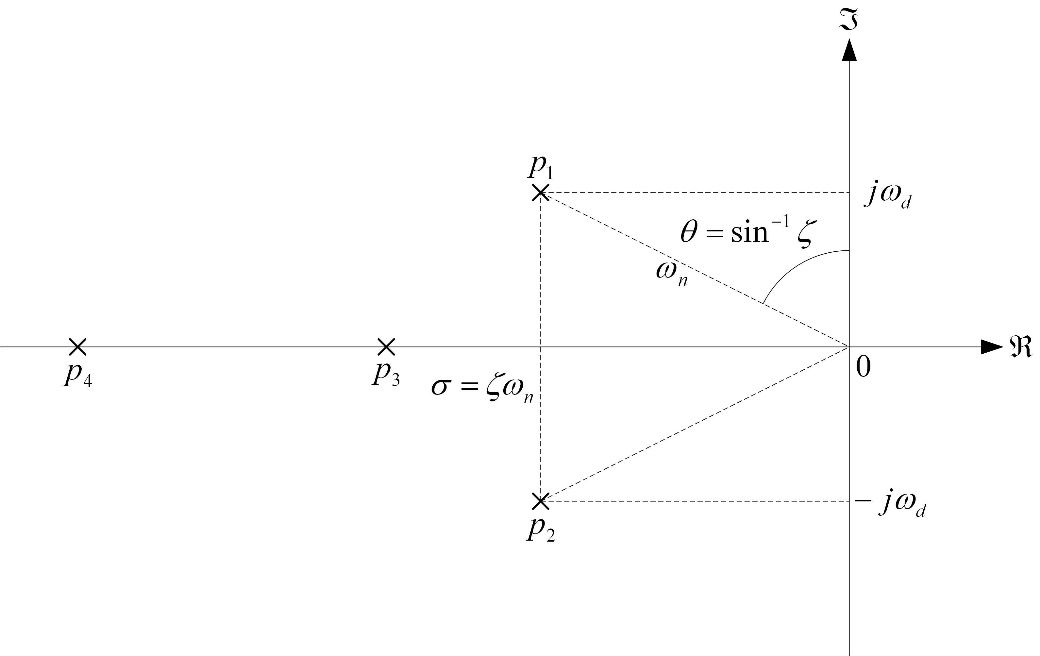 ℑ
p₁
jω_d
θ = sin⁻¹ ζ
ω_n
ℜ
0
p₄
p₃
σ = ζω_n
p₂
− jω_d